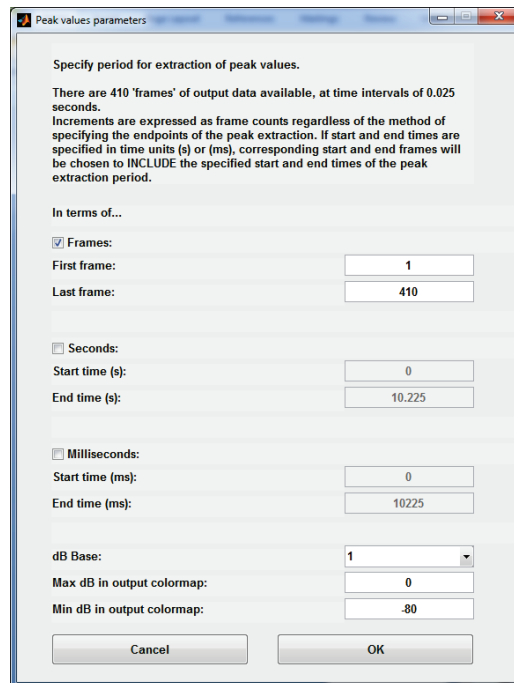 Peak values parameters
Specify period for extraction of peak values.
There are 410 'frames' of output data available, at time intervals of 0.025
seconds.
Increments are expressed as frame counts regardless of the method of
specifying the endpoints of the peak extraction. If start and end times are
specified in time units (s) or (ms), corresponding start and end frames will
be chosen to INCLUDE the specified start and end times of the peak
extraction period.
In terms of...
Frames:
First frame: 1
Last frame: 410
Seconds:
Start time (s): 0
End time (s): 10.225
Milliseconds:
Start time (ms): 0
End time (ms): 10225
dB Base: 1
Max dB in output colormap: 0
Min dB in output colormap: -80
Cancel OK